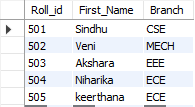 Roll_id First_Name Branch
501 Sindhu CSE
502 Veni MECH
503 Akshara EEE
504 Niharika ECE
505 keerthana ECE